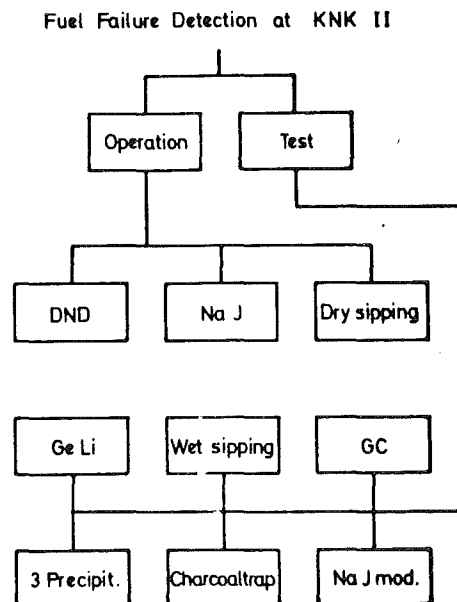 Fuel Failure Detection at KNK II
Operation
Test
DND
Na J
Dry sipping
Ge Li
Wet sipping
GC
3 Precipit.
Charcoaltrap
Na J mod.